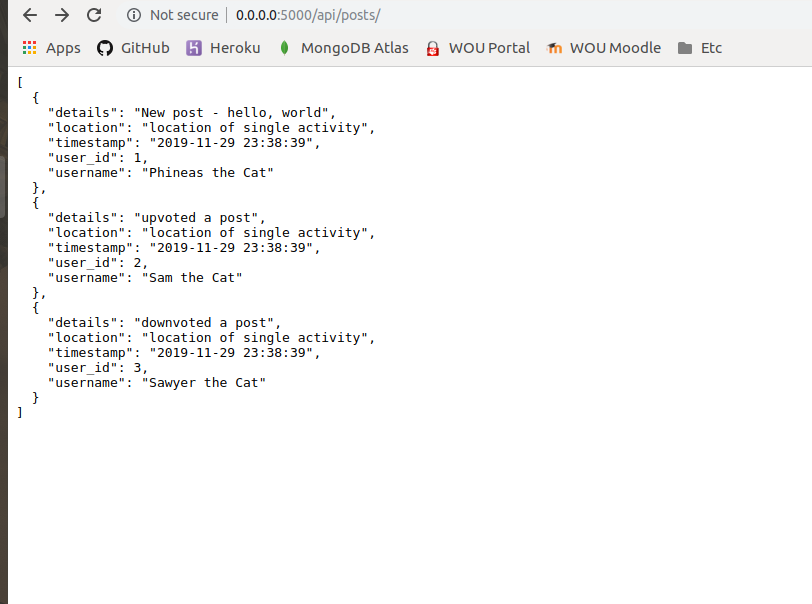 Not secure | 0.0.0.0:5000/api/posts/
Apps GitHub Heroku MongoDB Atlas WOU Portal WOU Moodle Etc
[
  {
    "details": "New post - hello, world",
    "location": "location of single activity",
    "timestamp": "2019-11-29 23:38:39",
    "user_id": 1,
    "username": "Phineas the Cat"
  },
  {
    "details": "upvoted a post",
    "location": "location of single activity",
    "timestamp": "2019-11-29 23:38:39",
    "user_id": 2,
    "username": "Sam the Cat"
  },
  {
    "details": "downvoted a post",
    "location": "location of single activity",
    "timestamp": "2019-11-29 23:38:39",
    "user_id": 3,
    "username": "Sawyer the Cat"
  }
]